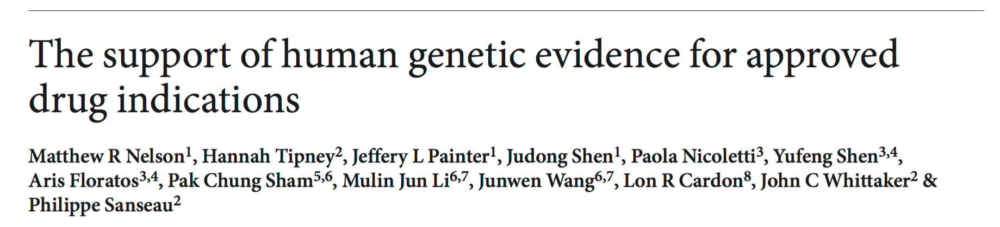 The support of human genetic evidence for approved
drug indications
Matthew R Nelson1, Hannah Tipney2, Jeffery L Painter1, Judong Shen1, Paola Nicoletti3, Yufeng Shen3,4,
Aris Floratos3,4, Pak Chung Sham5,6, Mulin Jun Li6,7, Junwen Wang6,7, Lon R Cardon8, John C Whittaker2 &
Philippe Sanseau2